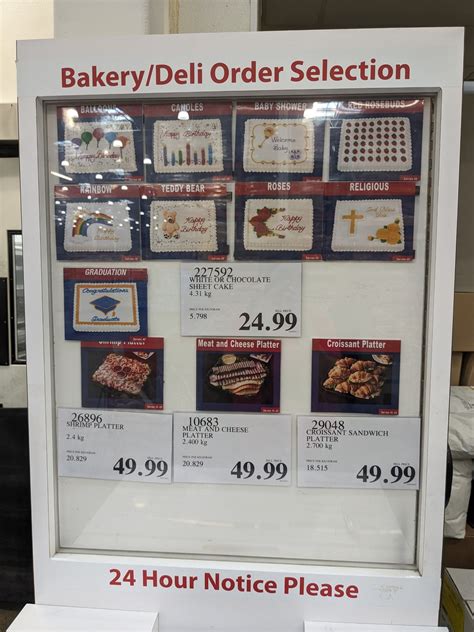 Bakery/Deli Order Selection
BALLOONS
CANDLES
BABY SHOWER
RED ROSEBUDS
Happy Birthday
Welcome Baby
RAINBOW
TEDDY BEAR
ROSES
RELIGIOUS
Happy Birthday
Happy Birthday
Happy Birthday
GRADUATION
Congratulations
Graduate
227592
WHITE OR CHOCOLATE
SHEET CAKE
4.31 kg
5.798
24.99
Shrimp Platter
Meat and Cheese Platter
Croissant Platter
26896
SHRIMP PLATTER
2.4 kg
20.829
49.99
10683
MEAT AND CHEESE
PLATTER
2.400 kg
20.829
49.99
29048
CROISSANT SANDWICH
PLATTER
2.700 kg
18.515
49.99
24 Hour Notice Please